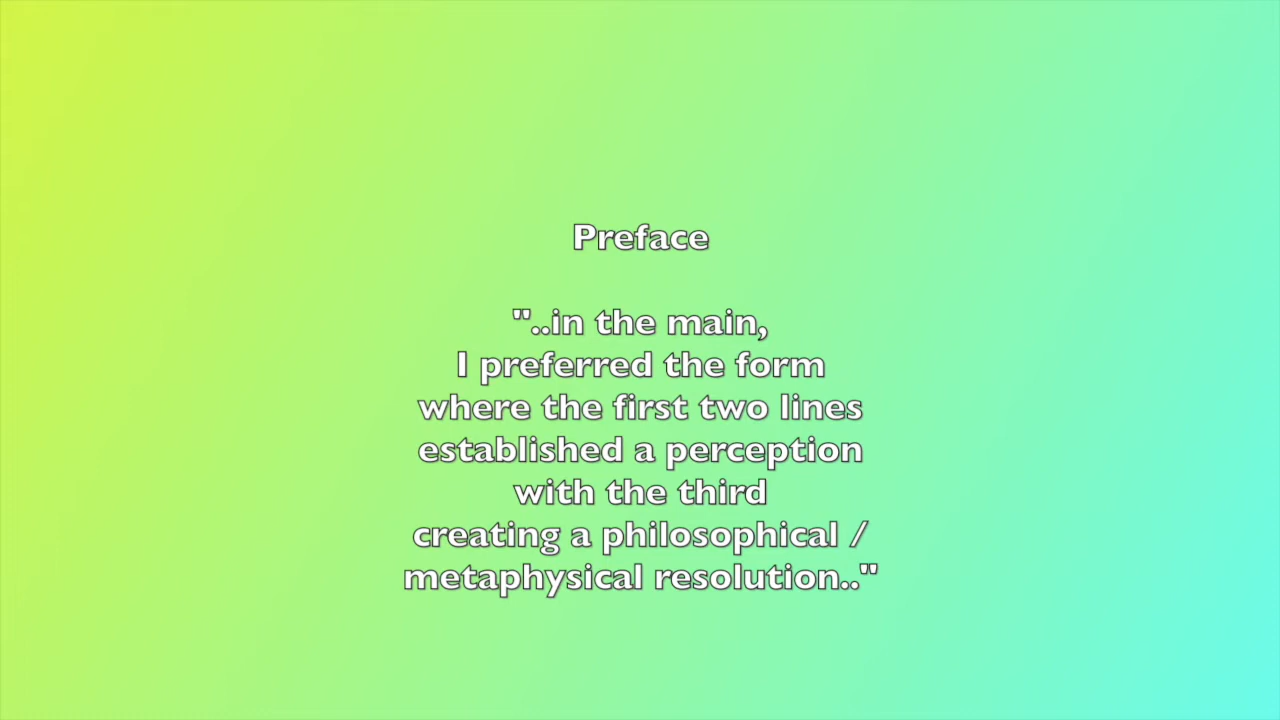 Preface
"..in the main,
I preferred the form
where the first two lines
established a perception
with the third
creating a philosophical /
metaphysical resolution.."